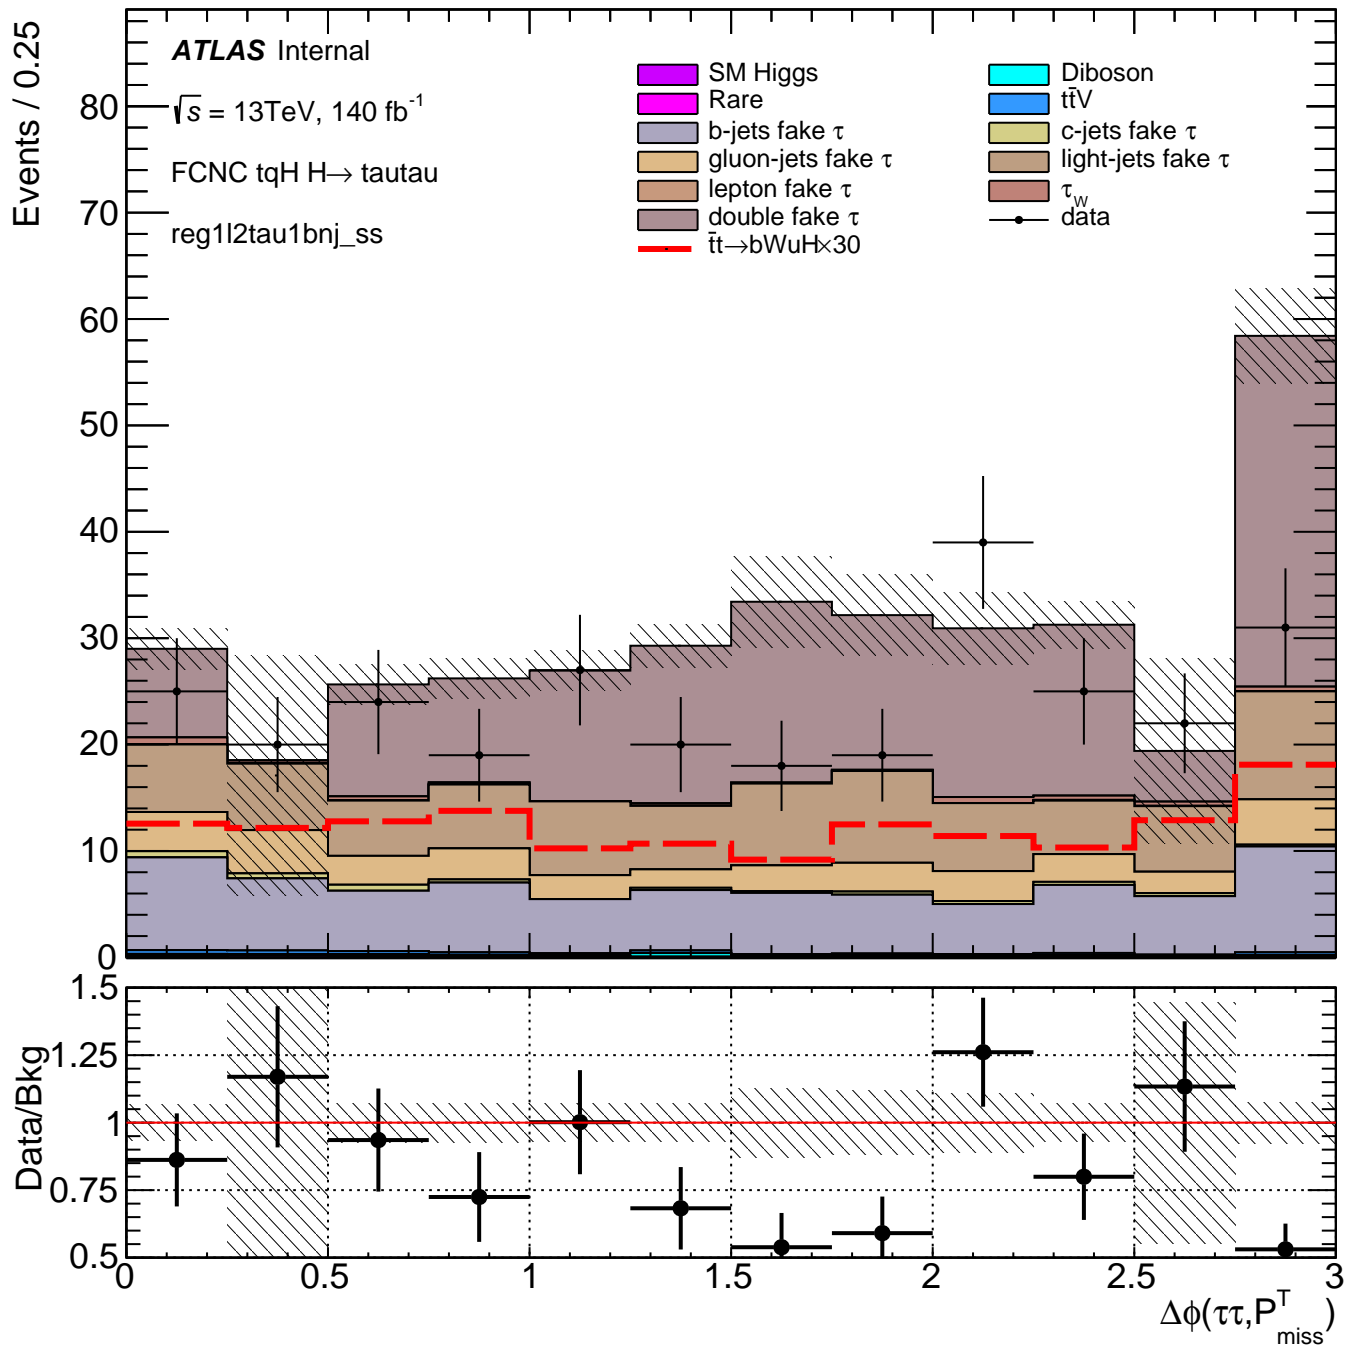 Events / 0.25
ATLAS Internal
√s = 13TeV, 140 fb⁻¹
FCNC tqH H→ tautau
reg1l2tau1bnj_ss
SM Higgs
Rare
b-jets fake τ
gluon-jets fake τ
lepton fake τ
double fake τ
t̄t→bWuH×30
Diboson
tt̄V
c-jets fake τ
light-jets fake τ
τ_W
data
80
70
60
50
40
30
20
10
0
Data/Bkg
1.5
1.25
1
0.75
0.5
0 0.5 1 1.5 2 2.5 3
Δϕ(ττ,P^T_miss)